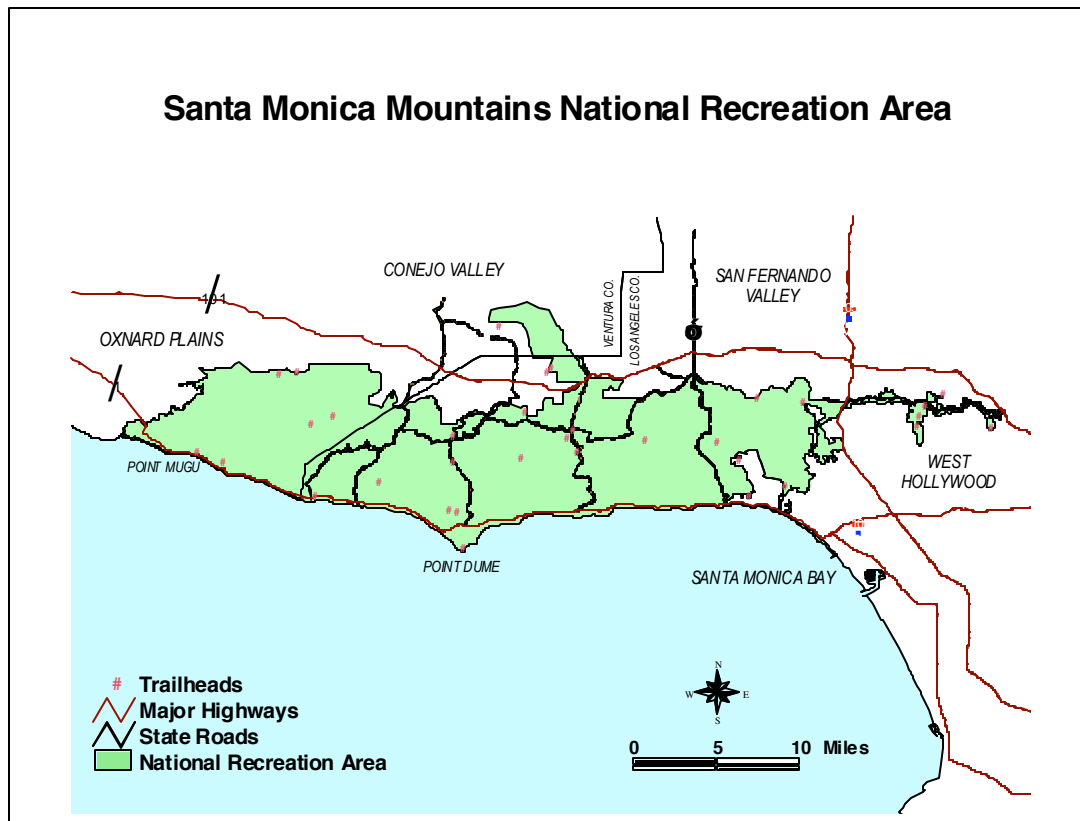 Santa Monica Mountains National Recreation Area
CONEJO VALLEY
SAN FERNANDO
VALLEY
VENTURA CO.
LOS ANGELES CO.
101
OXNARD PLAINS
1
POINT MUGU
WEST
HOLLYWOOD
POINT DUME
SANTA MONICA BAY
# Trailheads
Major Highways
State Roads
National Recreation Area
N
W
E
S
0 5 10 Miles